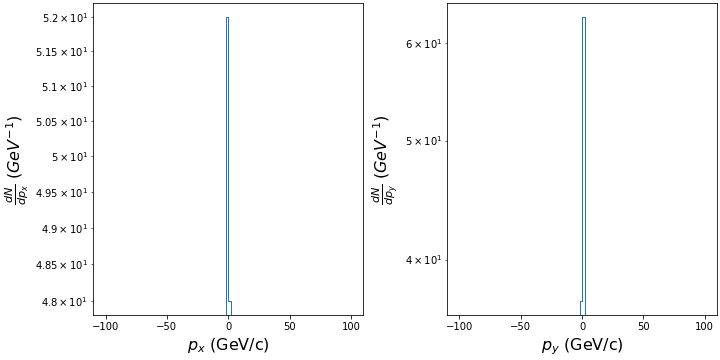 5.2 × 10¹
5.15 × 10¹
5.1 × 10¹
5.05 × 10¹
5 × 10¹
4.95 × 10¹
4.9 × 10¹
4.85 × 10¹
4.8 × 10¹
dN/dpₓ (GeV⁻¹)
−100 −50 0 50 100
pₓ (GeV/c)
6 × 10¹
5 × 10¹
4 × 10¹
dN/dp_y (GeV⁻¹)
−100 −50 0 50 100
p_y (GeV/c)